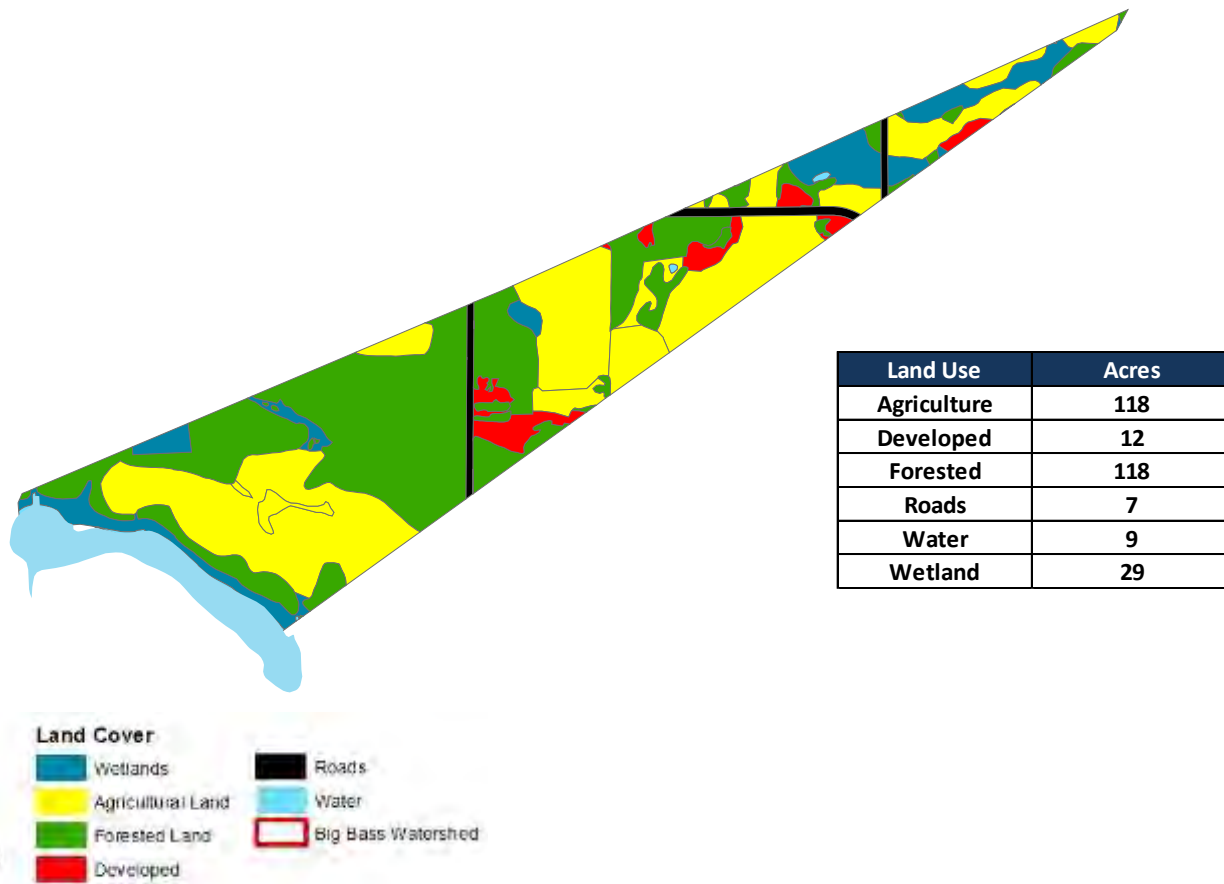 Land Use Acres
Agriculture 118
Developed 12
Forested 118
Roads 7
Water 9
Wetland 29
Land Cover
Wetlands
Agricultural Land
Forested Land
Developed
Roads
Water
Big Bass Watershed